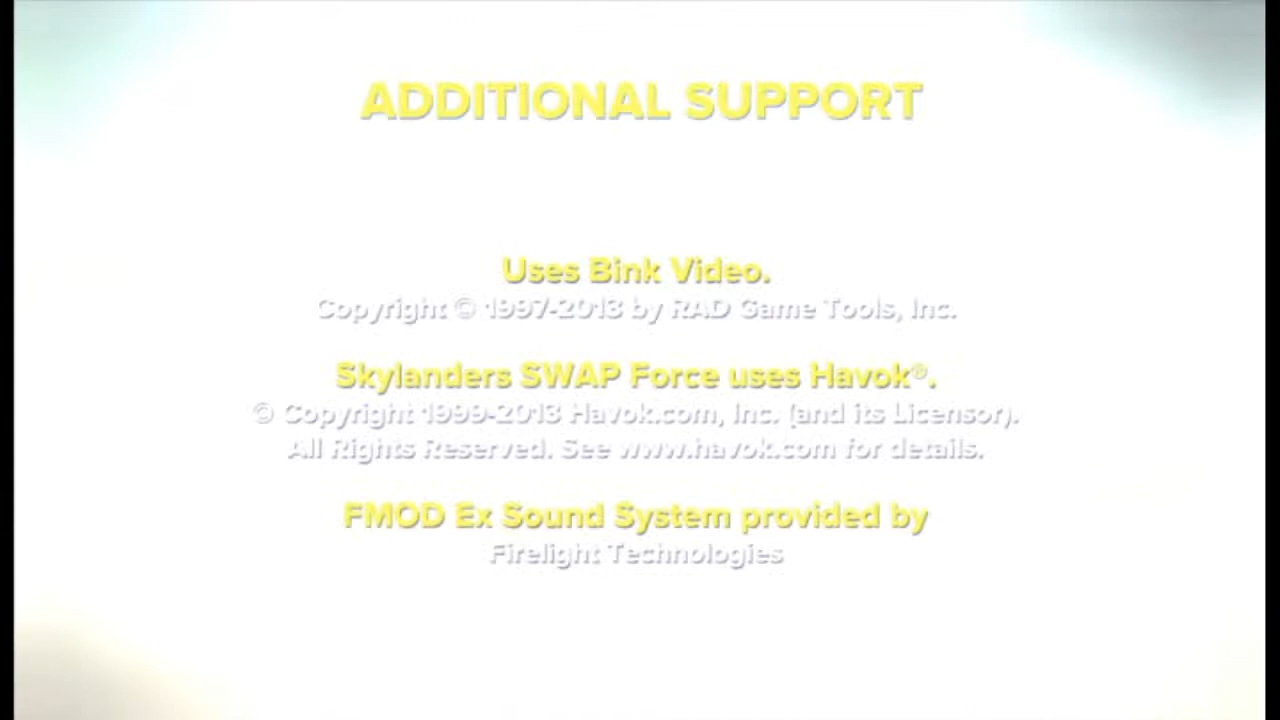 ADDITIONAL SUPPORT
Uses Bink Video.
Copyright © 1997-2013 by RAD Game Tools, Inc.
Skylanders SWAP Force uses Havok®.
© Copyright 1999-2013 Havok.com, Inc. (and its Licensor).
All Rights Reserved. See www.havok.com for details.
FMOD Ex Sound System provided by
Firelight Technologies